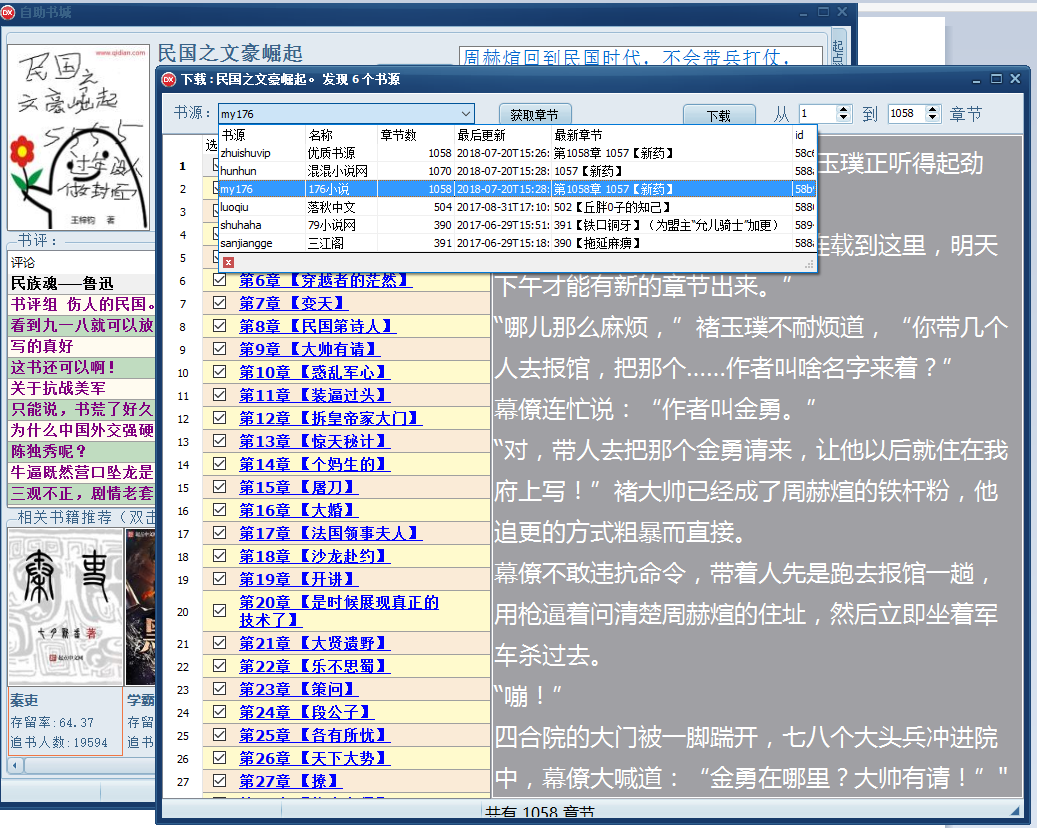 自助书城
www.qidian.com
民国之
文豪崛起
王梓钧 著
民国之文豪崛起
周赫煊回到民国时代，不会带兵打仗，
起点
书评：
评论
民族魂——鲁迅
书评组 伤人的民国。
看到九一八就可以放
写的真好
这书还可以啊！
关于抗战美军
只能说，书荒了好久
为什么中国外交强硬
陈独秀呢？
牛逼既然营口坠龙是
三观不正，剧情老套
相关书籍推荐（双击
秦吏
七月新番 著
起点中文网
秦吏
存留率:64.37
追书人数:19594
学霸
存留
追书
下载:民国之文豪崛起。发现 6 个书源
书源： my176 获取章节 下载 从 1 到 1058 章节
书源 名称 章节数 最后更新 最新章节 id
zhuishuvip 优质书源 1058 2018-07-20T15:26: 第1058章 1057【新药】 58c6
hunhun 混混小说网 1070 2018-07-20T15:28: 1057【新药】 588
my176 176小说 1058 2018-07-20T15:28: 第1058章 1057【新药】 58b
luoqiu 落秋中文 504 2017-08-31T17:10: 502【丘胖0子的知己】 588
shuhaha 79小说网 390 2017-06-29T15:51: 391【铁口铜牙】（为盟主“允儿骑士”加更） 589
sanjiangge 三江阁 391 2017-06-29T15:18: 390【拖延麻痹】 588
选
1
2
3
4
5
6 第6章 【穿越者的茫然】
7 第7章 【变天】
8 第8章 【民国第诗人】
9 第9章 【大帅有请】
10 第10章 【惑乱军心】
11 第11章 【装逼过头】
12 第12章 【拆皇帝家大门】
13 第13章 【惊天秘计】
14 第14章 【个妈生的】
15 第15章 【屠刀】
16 第16章 【大婚】
17 第17章 【法国领事夫人】
18 第18章 【沙龙赴约】
19 第19章 【开讲】
20 第20章 【是时候展现真正的
技术了】
21 第21章 【大贤遗野】
22 第22章 【乐不思蜀】
23 第23章 【策问】
24 第24章 【段公子】
25 第25章 【各有所忧】
26 第26章 【天下大势】
27 第27章 【撩】
玉璞正听得起劲
连载到这里，明天
下午才能有新的章节出来。”
“哪儿那么麻烦，”褚玉璞不耐烦道，“你带几个
人去报馆，把那个……作者叫啥名字来着？”
幕僚连忙说：“作者叫金勇。”
“对，带人去把那个金勇请来，让他以后就住在我
府上写！”褚大帅已经成了周赫煊的铁杆粉，他
追更的方式粗暴而直接。
幕僚不敢违抗命令，带着人先是跑去报馆一趟，
用枪逼着问清楚周赫煊的住址，然后立即坐着军
车杀过去。
“嘣！”
四合院的大门被一脚踹开，七八个大头兵冲进院
中，幕僚大喊道：“金勇在哪里？大帅有请！”"
共有 1058 章节